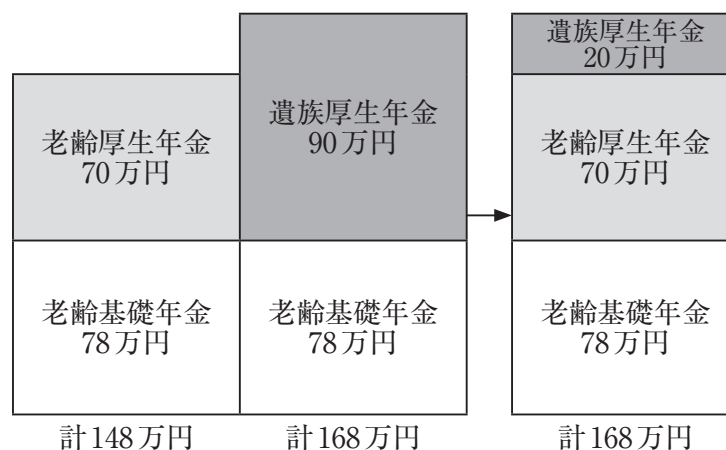 老齢厚生年金
70万円
老齢基礎年金
78万円
計148万円
遺族厚生年金
90万円
老齢基礎年金
78万円
計168万円
遺族厚生年金
20万円
老齢厚生年金
70万円
老齢基礎年金
78万円
計168万円